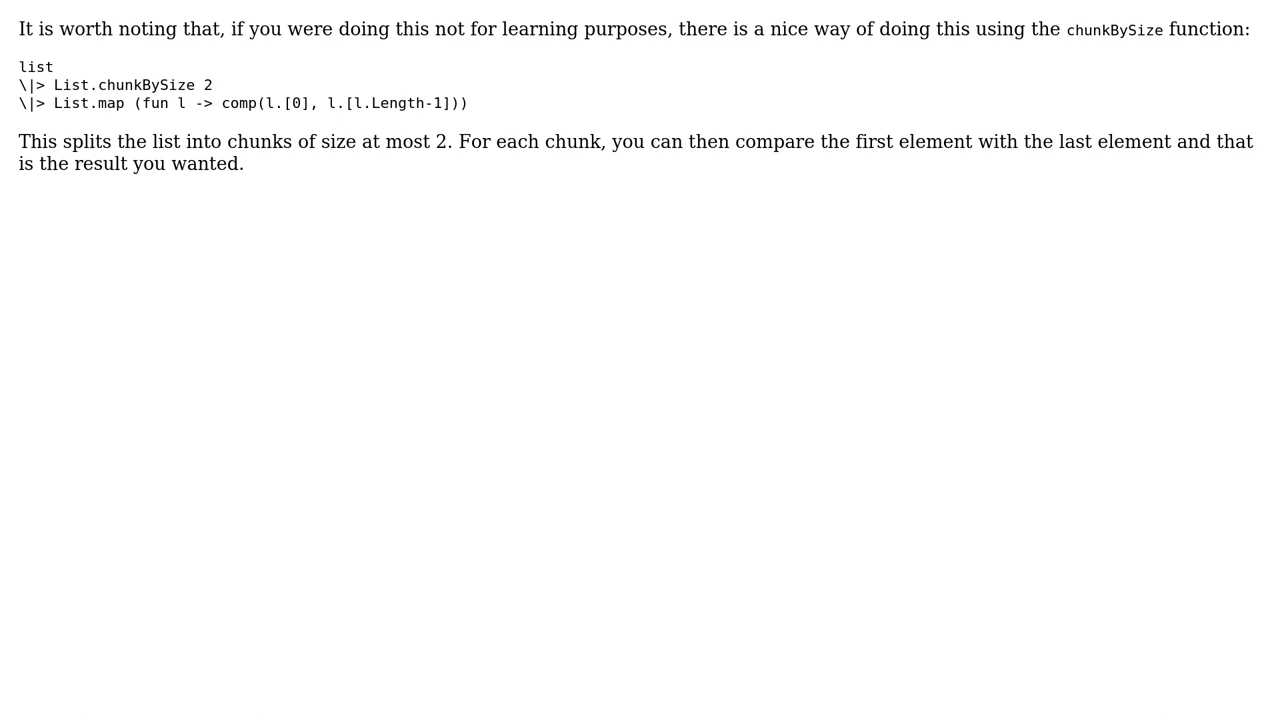 It is worth noting that, if you were doing this not for learning purposes, there is a nice way of doing this using the chunkBySize function:
list
\|> List.chunkBySize 2
\|> List.map (fun l -> comp(l.[0], l.[l.Length-1]))
This splits the list into chunks of size at most 2. For each chunk, you can then compare the first element with the last element and that
is the result you wanted.